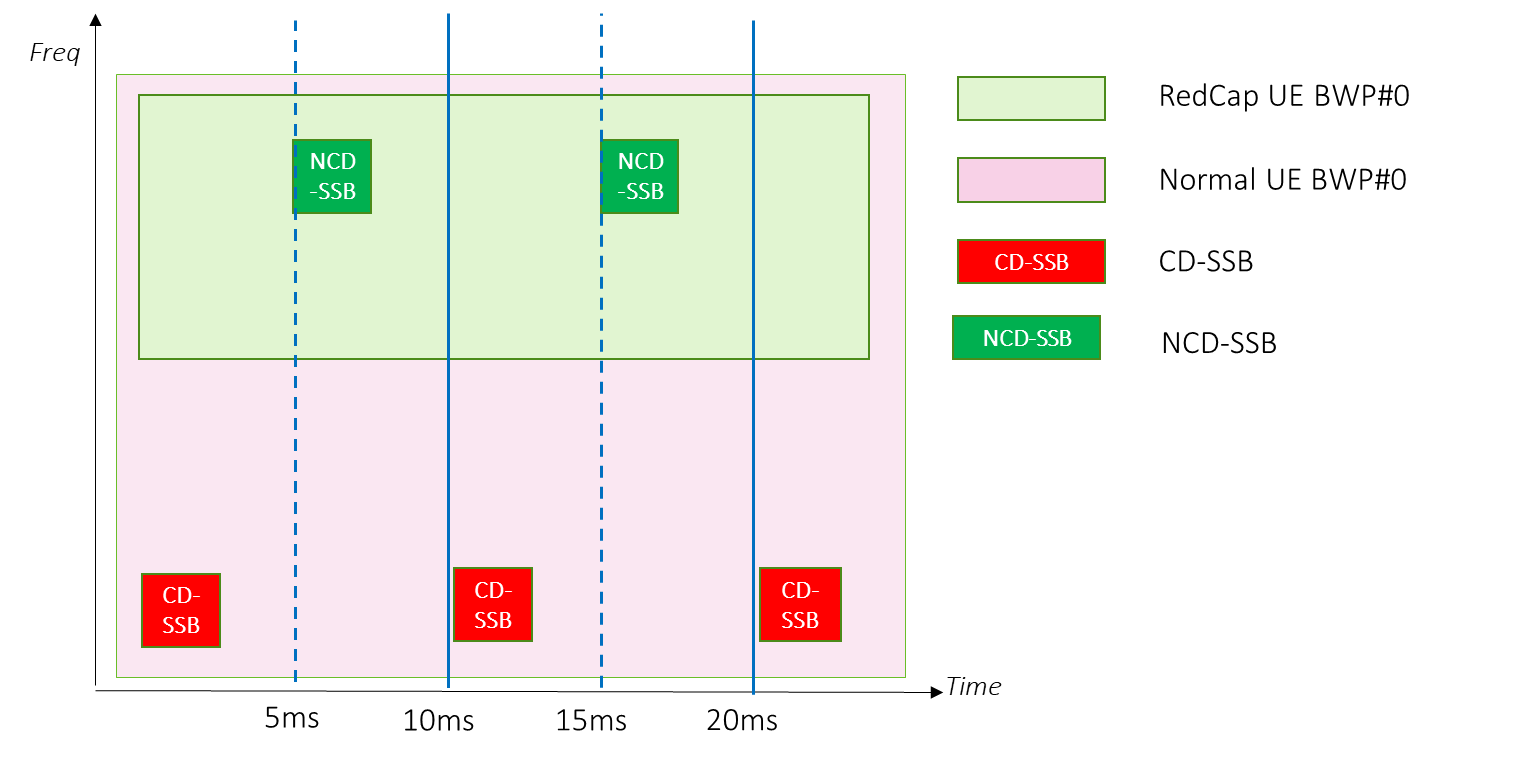 Freq
NCD
-SSB
NCD
-SSB
CD-
SSB
CD-
SSB
CD-
SSB
Time
5ms
10ms
15ms
20ms
RedCap UE BWP#0
Normal UE BWP#0
CD-SSB
CD-SSB
NCD-SSB
NCD-SSB